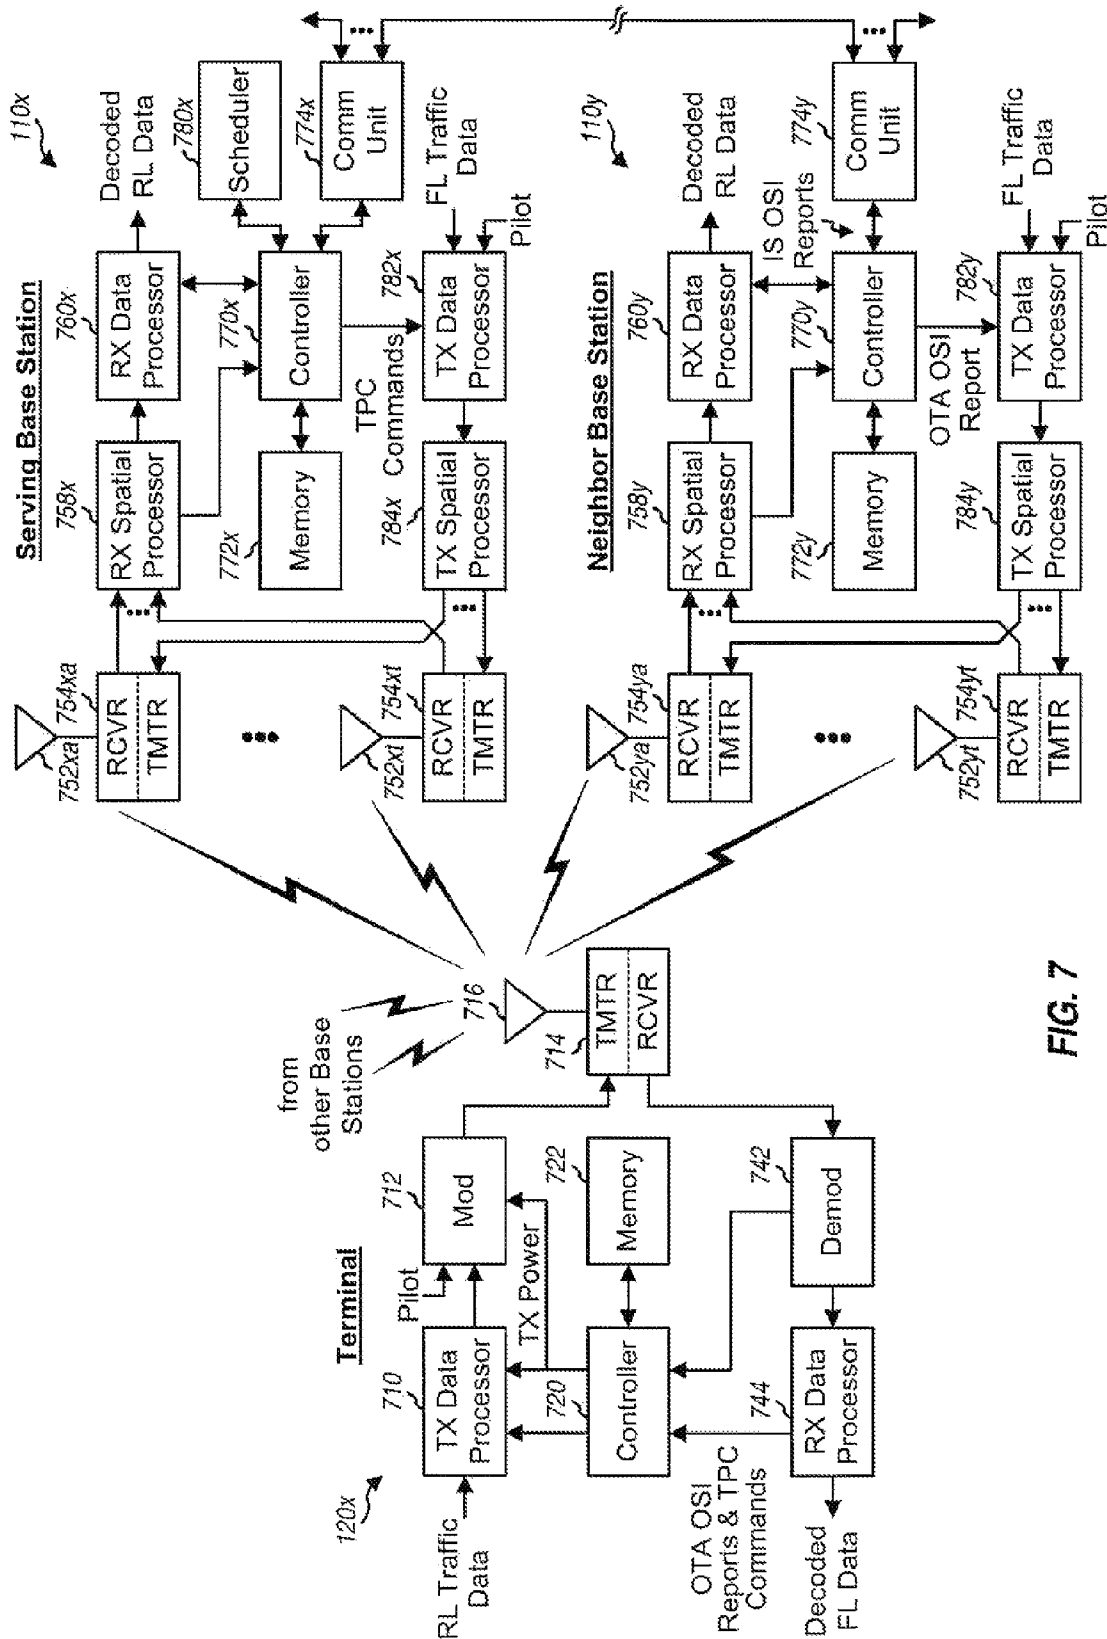 120x
Terminal
RL Traffic
Data
710
TX Data
Processor
Pilot
712
Mod
TX Power
720
Controller
722
Memory
OTA OSI
Reports & TPC
Commands
744
RX Data
Processor
742
Demod
Decoded
FL Data
from
other Base
Stations
716
714
TMTR
RCVR
Serving Base Station
110x
752xa
754xa
RCVR
TMTR
758x
RX Spatial
Processor
760x
RX Data
Processor
Decoded
RL Data
780x
Scheduler
772x
Memory
770x
Controller
774x
Comm
Unit
TPC
Commands
752xt
754xt
RCVR
TMTR
784x
TX Spatial
Processor
782x
TX Data
Processor
FL Traffic
Data
Pilot
Neighbor Base Station
110y
752ya
754ya
RCVR
TMTR
758y
RX Spatial
Processor
760y
RX Data
Processor
Decoded
RL Data
IS OSI
Reports
772y
Memory
770y
Controller
774y
Comm
Unit
OTA OSI
Report
752yt
754yt
RCVR
TMTR
784y
TX Spatial
Processor
782y
TX Data
Processor
FL Traffic
Data
Pilot
FIG. 7